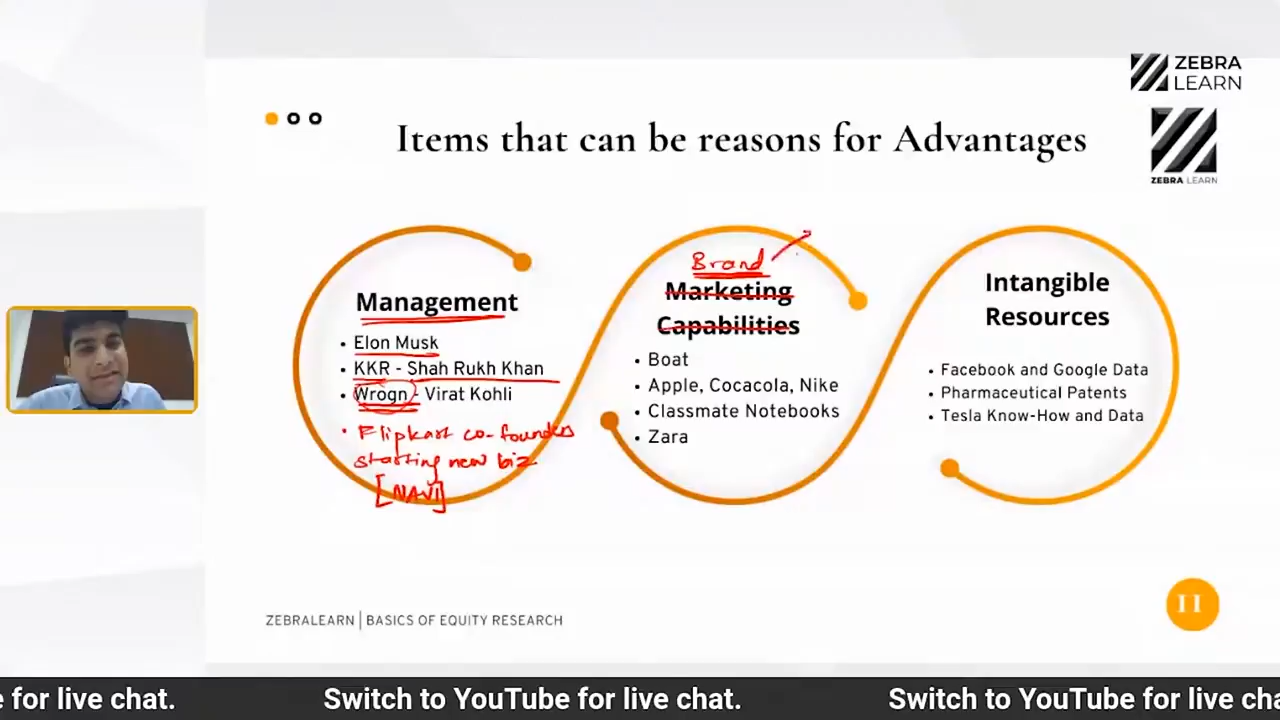 ZEBRA
LEARN
ZEBRA LEARN
Items that can be reasons for Advantages
Management
• Elon Musk
• KKR - Shah Rukh Khan
• Wrogn - Virat Kohli
• Flipkart co-founders
starting new biz
[NAVI]
Brand
Marketing
Capabilities
• Boat
• Apple, Cocacola, Nike
• Classmate Notebooks
• Zara
Intangible
Resources
• Facebook and Google Data
• Pharmaceutical Patents
• Tesla Know-How and Data
ZEBRALEARN | BASICS OF EQUITY RESEARCH
11
e for live chat. Switch to YouTube for live chat. Switch to YouTube for live cha